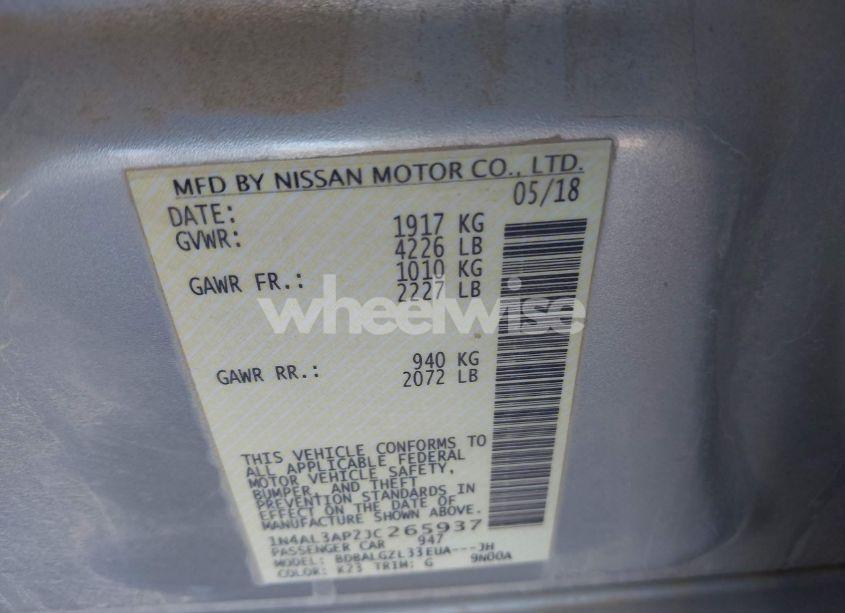 MFD BY NISSAN MOTOR CO., LTD.
DATE: 05/18
GVWR: 1917 KG
4226 LB
GAWR FR.: 1010 KG
2227 LB
wheelwise
GAWR RR.: 940 KG
2072 LB
THIS VEHICLE CONFORMS TO
ALL APPLICABLE FEDERAL
MOTOR VEHICLE SAFETY,
BUMPER, AND THEFT
PREVENTION STANDARDS IN
EFFECT ON THE DATE OF
MANUFACTURE SHOWN ABOVE.
1N4AL3AP2JC265937
PASSENGER CAR 947
MODEL: BDBALGZL33EUA---JH
COLOR: K23 TRIM: G 9N00A